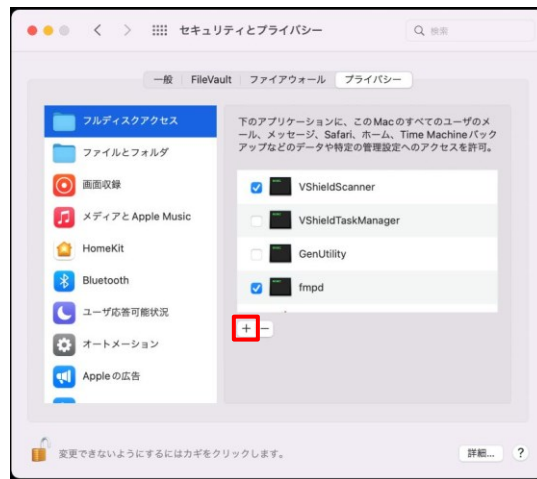 セキュリティとプライバシー
検索
一般 FileVault ファイアウォール プライバシー
フルディスクアクセス
ファイルとフォルダ
画面収録
メディアと Apple Music
HomeKit
Bluetooth
ユーザ応答可能状況
オートメーション
Apple の広告
下のアプリケーションに、このMacのすべてのユーザのメ
ール、メッセージ、Safari、ホーム、Time Machineバック
アップなどのデータや特定の管理設定へのアクセスを許可。
VShieldScanner
VShieldTaskManager
GenUtility
fmpd
+ −
変更できないようにするにはカギをクリックします。
詳細... ?